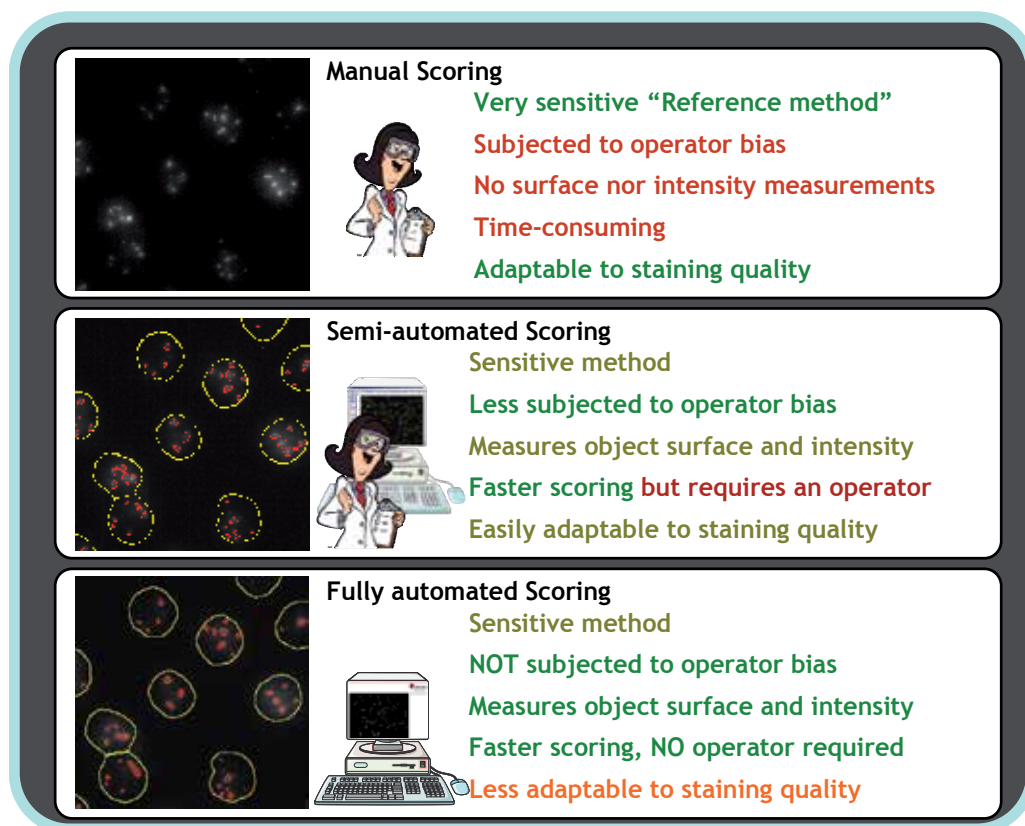 Manual Scoring
Very sensitive “Reference method”
Subjected to operator bias
No surface nor intensity measurements
Time-consuming
Adaptable to staining quality
Semi-automated Scoring
Sensitive method
Less subjected to operator bias
Measures object surface and intensity
Faster scoring but requires an operator
Easily adaptable to staining quality
Fully automated Scoring
Sensitive method
NOT subjected to operator bias
Measures object surface and intensity
Faster scoring, NO operator required
Less adaptable to staining quality